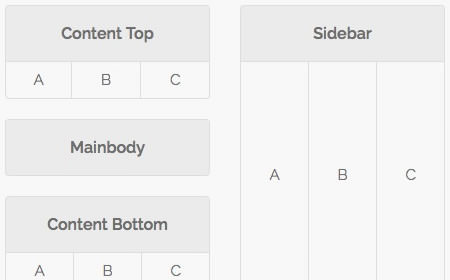 Content Top
A B C
Mainbody
Content Bottom
A B C
Sidebar
A B C